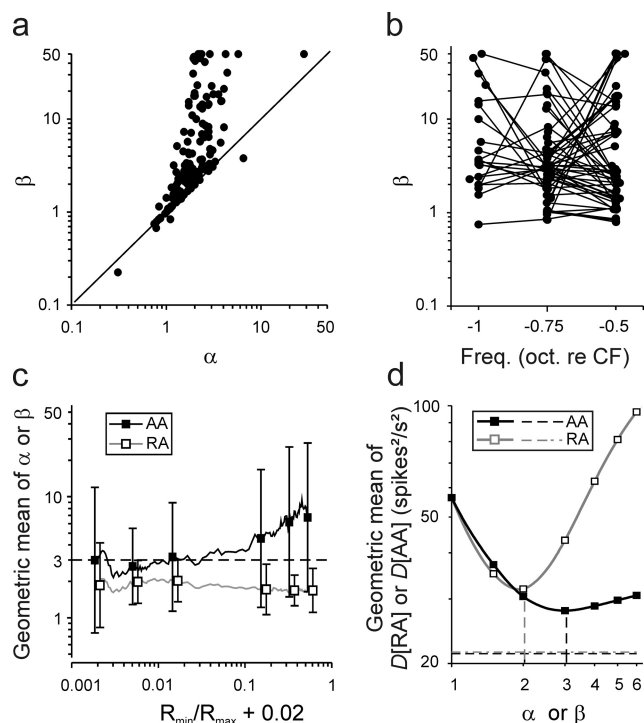 a
50
10
1
0.1
β
0.1
1
10
50
α
b
50
10
1
0.1
β
-1
-0.75
-0.5
Freq. (oct. re CF)
c
AA
RA
50
10
3
1
Geometric mean of α or β
0.001
0.01
0.1
1
R_min/R_max + 0.02
d
AA
RA
100
50
20
Geometric mean of
D[RA] or D[AA] (spikes²/s²)
1
2
3
4
5
6
α or β